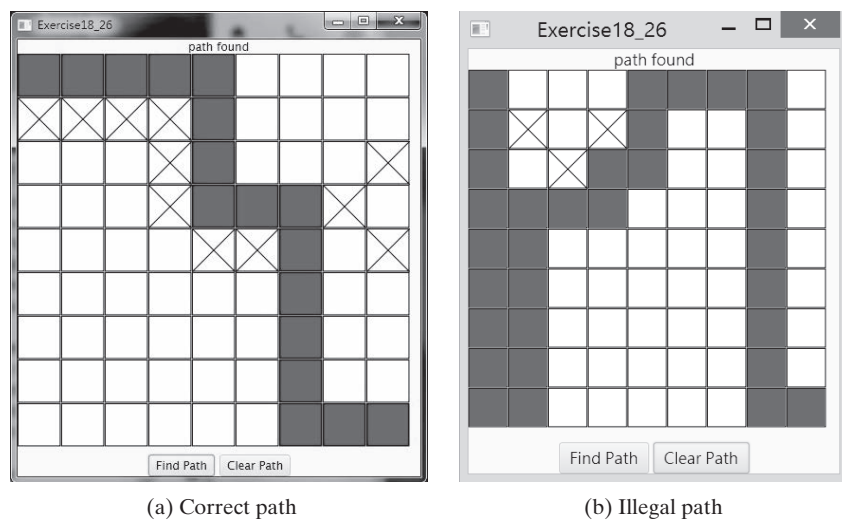 Exercise18_26
path found
Find Path
Clear Path
(a) Correct path
Exercise18_26
path found
Find Path
Clear Path
(b) Illegal path